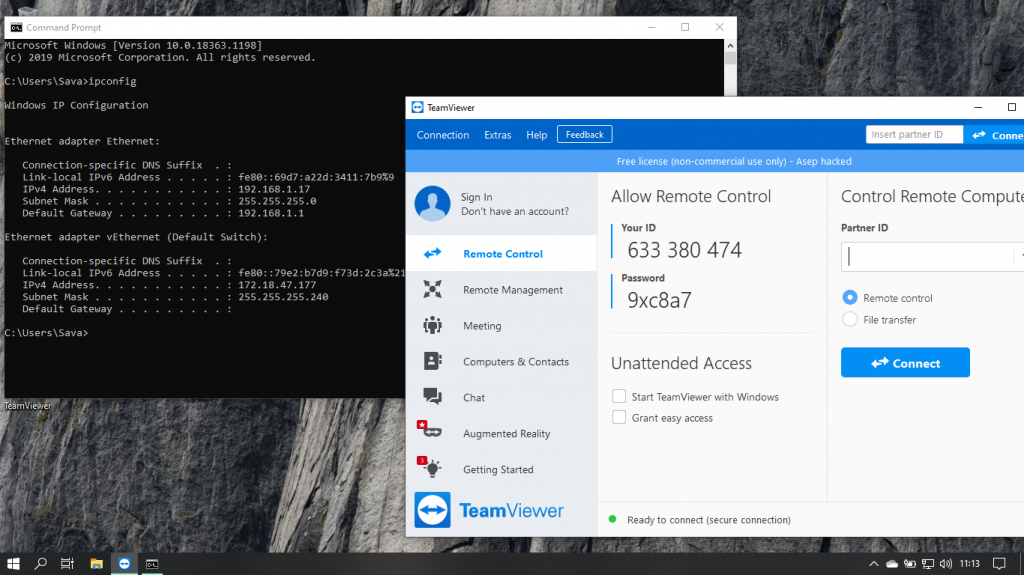 Command Prompt
Microsoft Windows [Version 10.0.18363.1198]
(c) 2019 Microsoft Corporation. All rights reserved.
C:\Users\Sava>ipconfig
Windows IP Configuration
Ethernet adapter Ethernet:
Connection-specific DNS Suffix . :
Link-local IPv6 Address . . . . . : fe80::69d7:a22d:3411:7b9%9
IPv4 Address. . . . . . . . . . . : 192.168.1.17
Subnet Mask . . . . . . . . . . . : 255.255.255.0
Default Gateway . . . . . . . . . : 192.168.1.1
Ethernet adapter vEthernet (Default Switch):
Connection-specific DNS Suffix . :
Link-local IPv6 Address . . . . . : fe80::79e2:b7d9:f73d:2c3a%21
IPv4 Address. . . . . . . . . . . : 172.18.47.177
Subnet Mask . . . . . . . . . . . : 255.255.255.240
Default Gateway . . . . . . . . . :
C:\Users\Sava>
TeamViewer
TeamViewer
Connection Extras Help Feedback
Insert partner ID Conne
Free license (non-commercial use only) - Asep hacked
Sign In
Don't have an account?
Remote Control
Remote Management
Meeting
Computers & Contacts
Chat
Augmented Reality
3
Getting Started
TeamViewer
Allow Remote Control
Your ID
633 380 474
Password
9xc8a7
Unattended Access
Start TeamViewer with Windows
Grant easy access
Control Remote Compute
Partner ID
Remote control
File transfer
Connect
Ready to connect (secure connection)
11:13